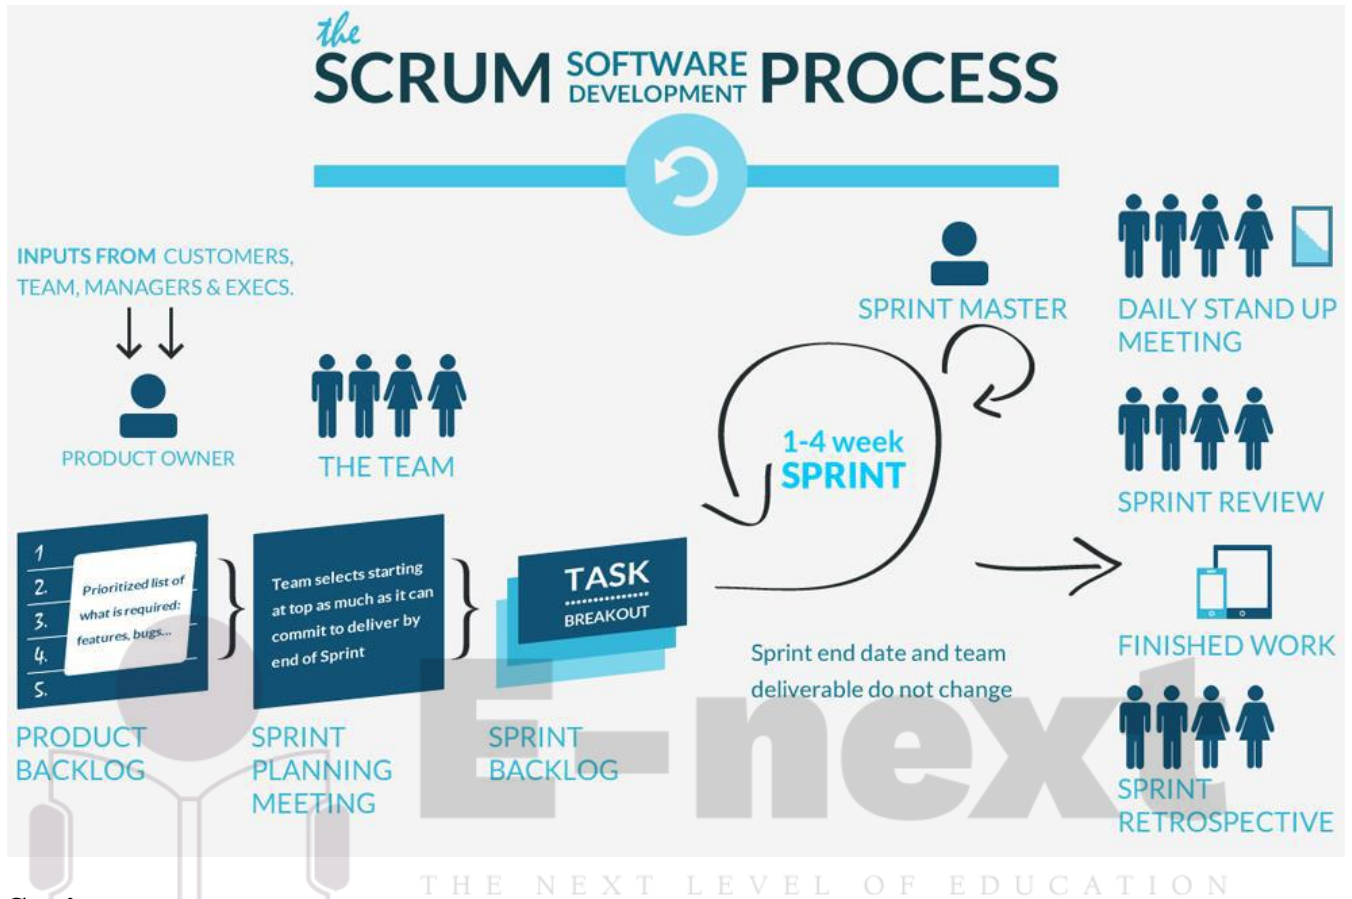 the
SCRUM SOFTWARE DEVELOPMENT PROCESS
INPUTS FROM CUSTOMERS,
TEAM, MANAGERS & EXECS.
PRODUCT OWNER
THE TEAM
SPRINT MASTER
1-4 week
SPRINT
1
2.
3.
4.
5.
Prioritized list of
what is required:
features, bugs...
Team selects starting
at top as much as it can
commit to deliver by
end of Sprint
TASK
BREAKOUT
PRODUCT
BACKLOG
SPRINT
PLANNING
MEETING
SPRINT
BACKLOG
Sprint end date and team
deliverable do not change
DAILY STAND UP
MEETING
SPRINT REVIEW
FINISHED WORK
SPRINT
RETROSPECTIVE
E-next
THE NEXT LEVEL OF EDUCATION